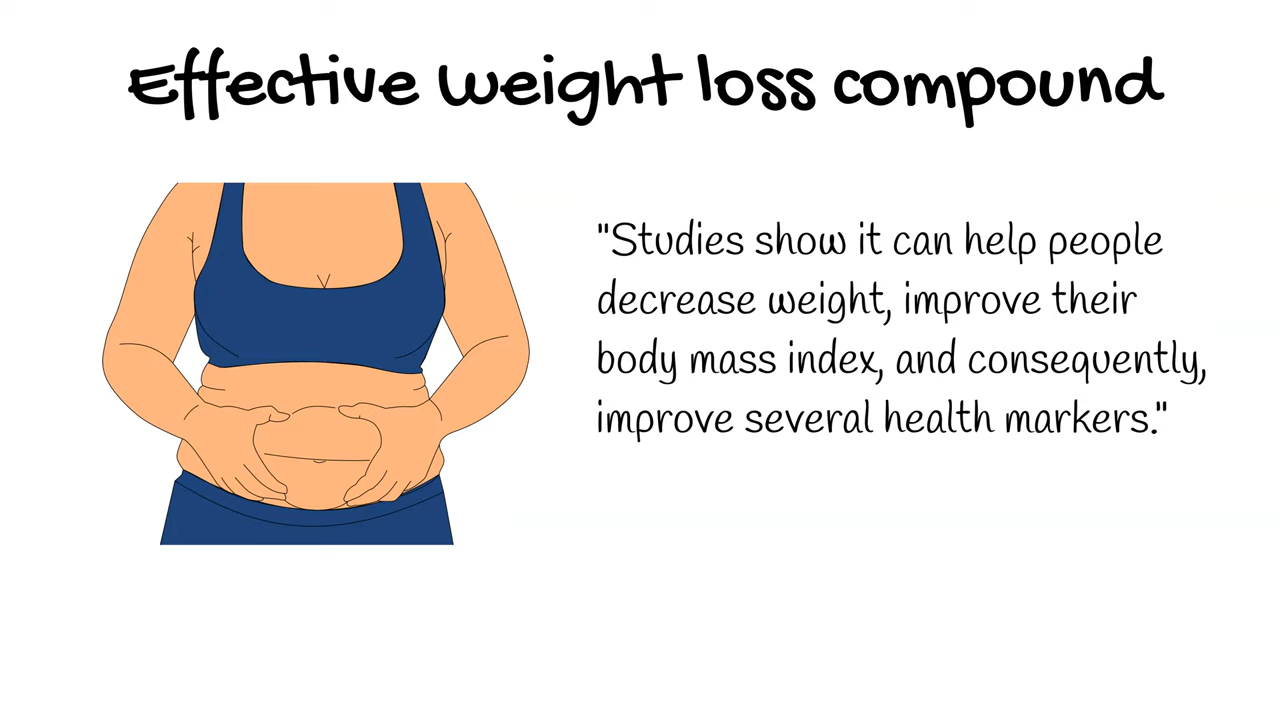 Effective weight loss compound
"Studies show it can help people
decrease weight, improve their
body mass index, and consequently,
improve several health markers."